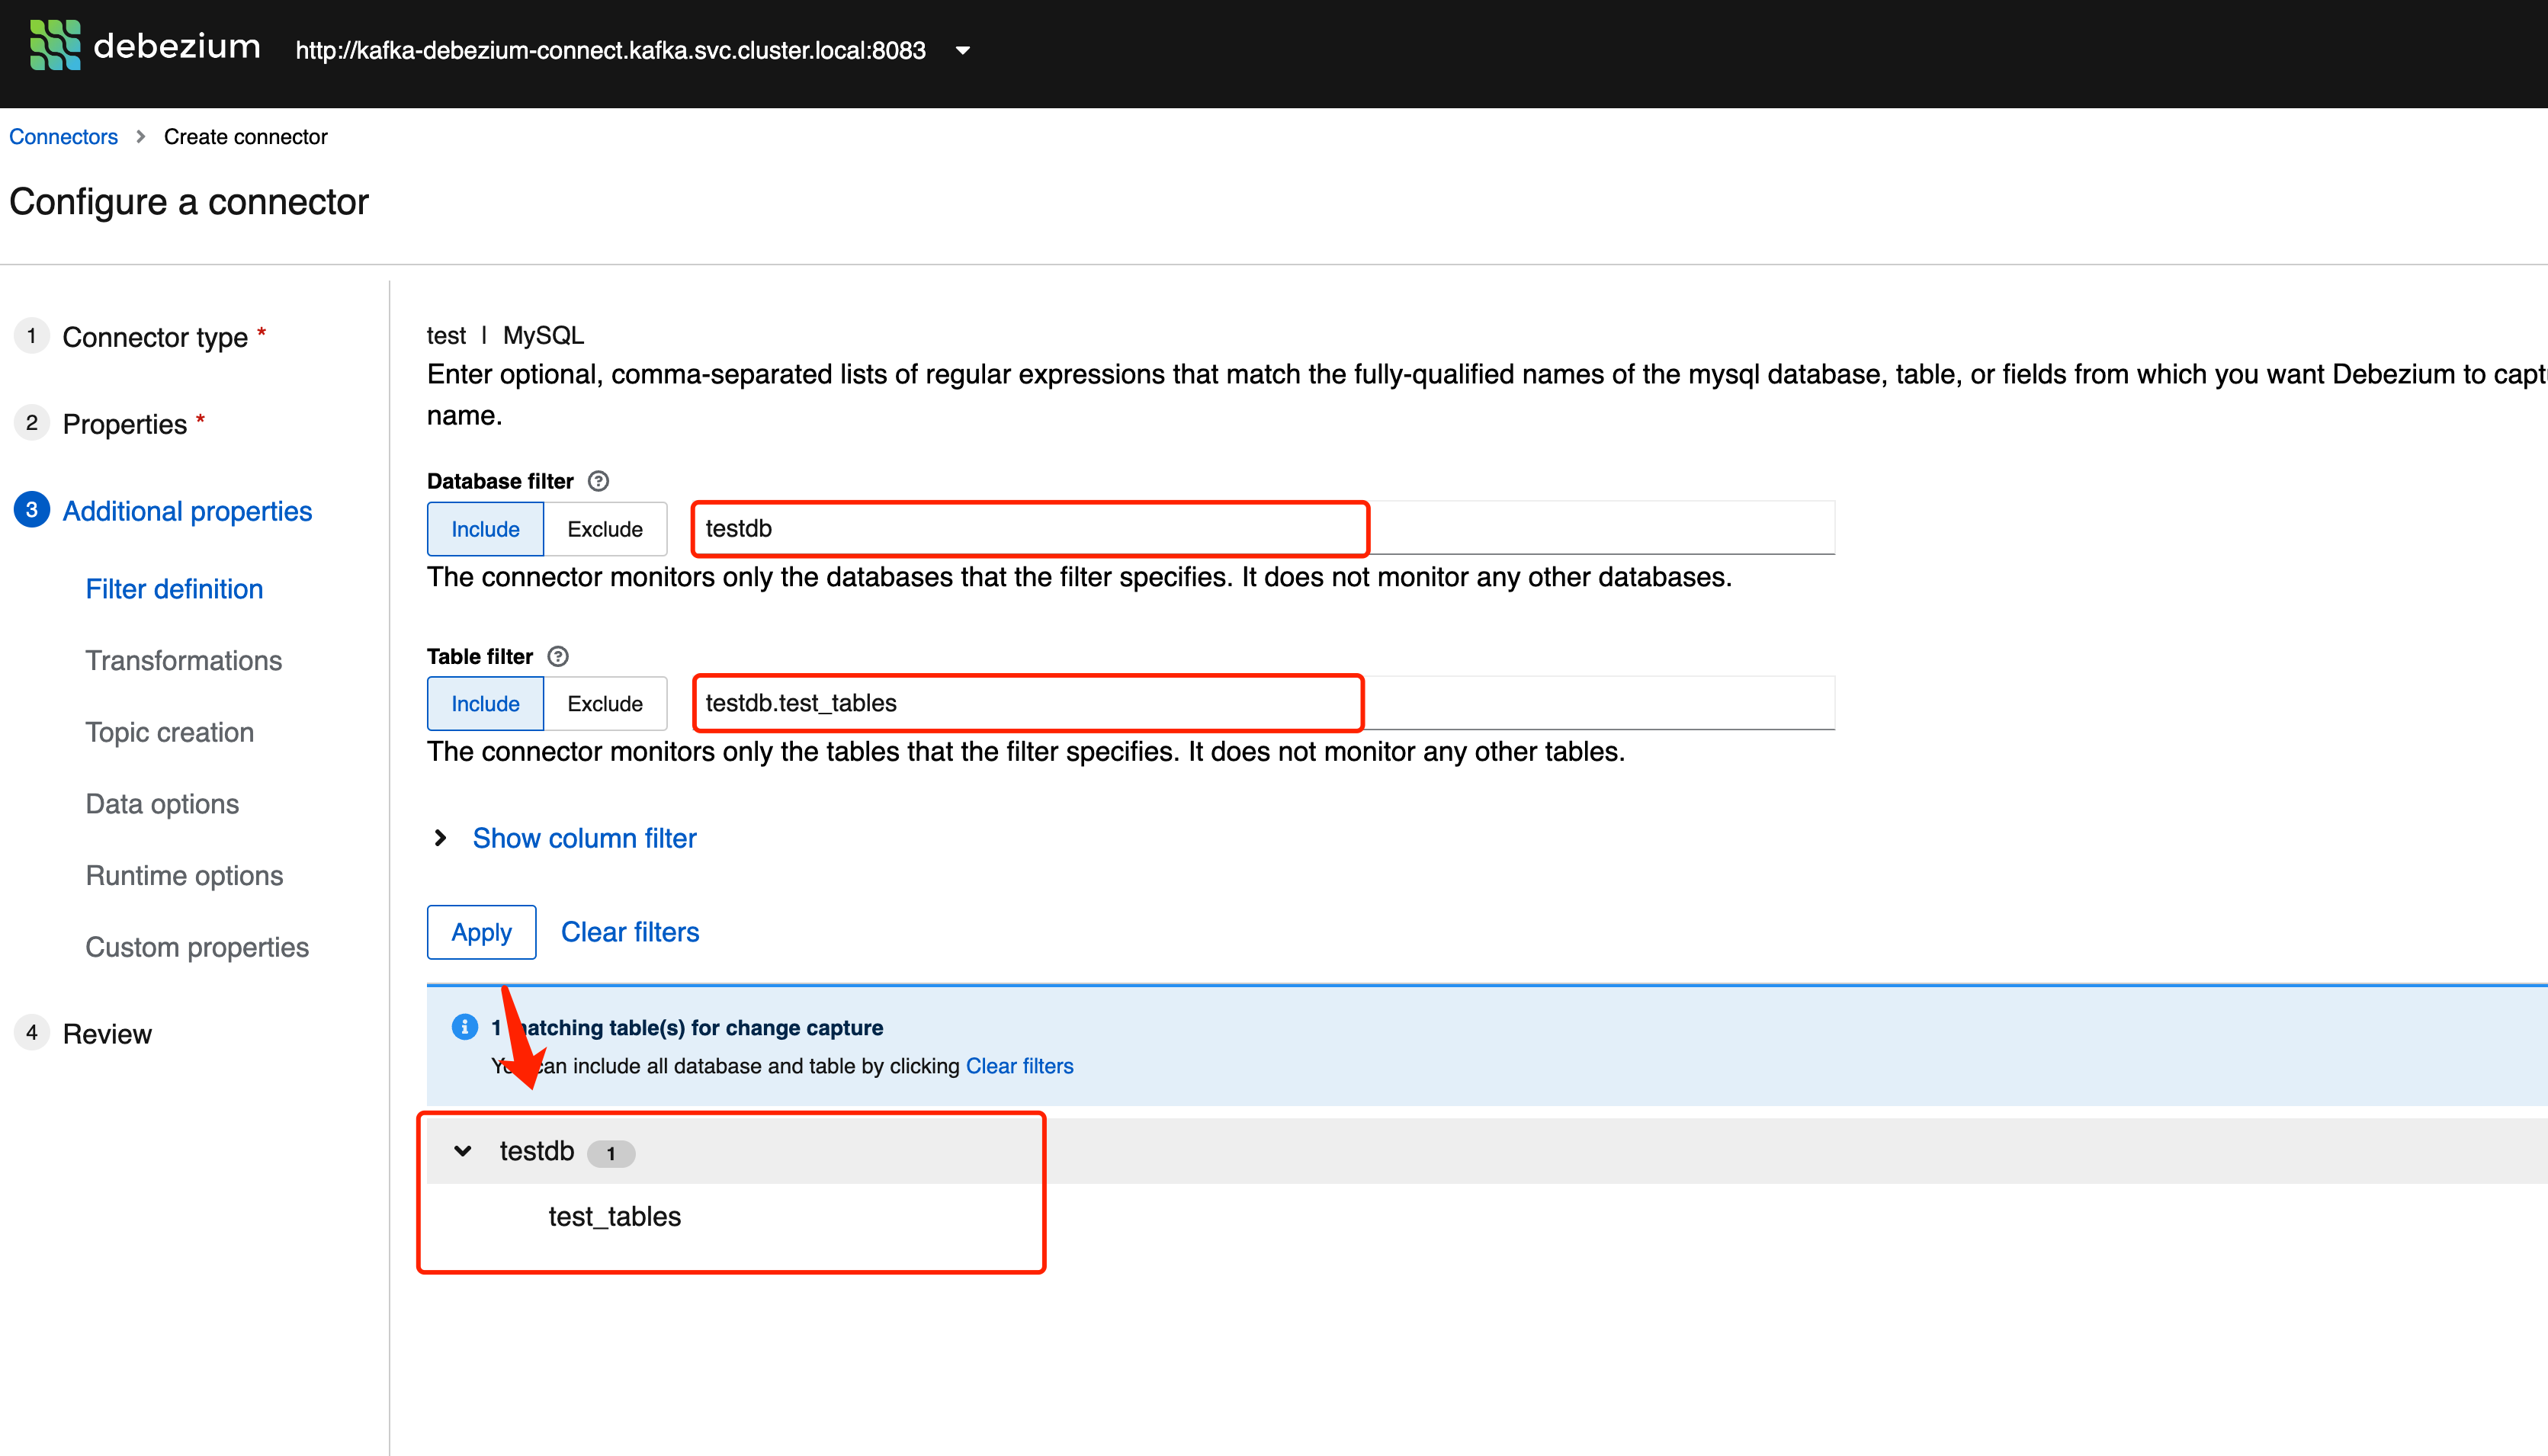 debezium http://kafka-debezium-connect.kafka.svc.cluster.local:8083
Connectors Create connector
Configure a connector
1 Connector type *
2 Properties *
3 Additional properties
Filter definition
Transformations
Topic creation
Data options
Runtime options
Custom properties
4 Review
test | MySQL
Enter optional, comma-separated lists of regular expressions that match the fully-qualified names of the mysql database, table, or fields from which you want Debezium to
name.
Database filter ?
Include Exclude testdb
The connector monitors only the databases that the filter specifies. It does not monitor any other databases.
Table filter ?
Include Exclude testdb.test_tables
The connector monitors only the tables that the filter specifies. It does not monitor any other tables.
Show column filter
Apply Clear filters
1 matching table(s) for change capture
You can include all database and table by clicking Clear filters
testdb 1
test_tables